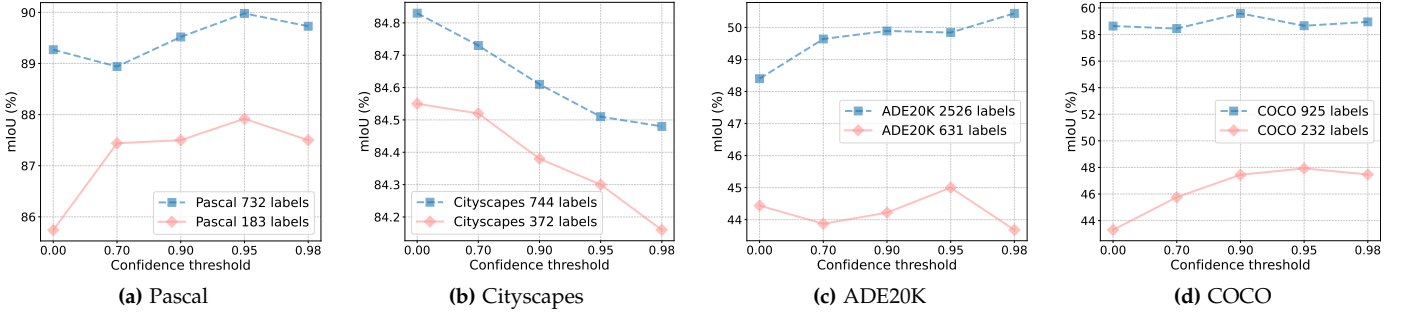 90
89
88
87
86
mIoU (%)
Pascal 732 labels
Pascal 183 labels
0.00 0.70 0.90 0.95 0.98
Confidence threshold
(a) Pascal
84.8
84.7
84.6
84.5
84.4
84.3
84.2
mIoU (%)
Cityscapes 744 labels
Cityscapes 372 labels
0.00 0.70 0.90 0.95 0.98
Confidence threshold
(b) Cityscapes
50
49
48
47
46
45
44
mIoU (%)
ADE20K 2526 labels
ADE20K 631 labels
0.00 0.70 0.90 0.95 0.98
Confidence threshold
(c) ADE20K
60
58
56
54
52
50
48
46
44
mIoU (%)
COCO 925 labels
COCO 232 labels
0.00 0.70 0.90 0.95 0.98
Confidence threshold
(d) COCO